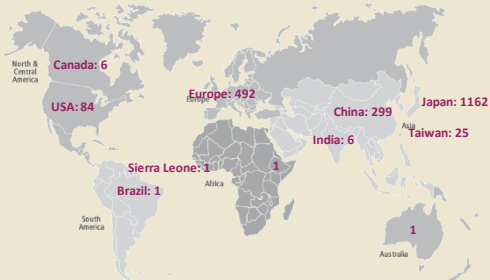 North &
Central
America
Canada: 6
USA: 84
Europe: 492
Europe
China: 299
Japan: 1162
Asia
Taiwan: 25
India: 6
Sierra Leone: 1
1
Africa
Brazil: 1
South
America
1
Australia